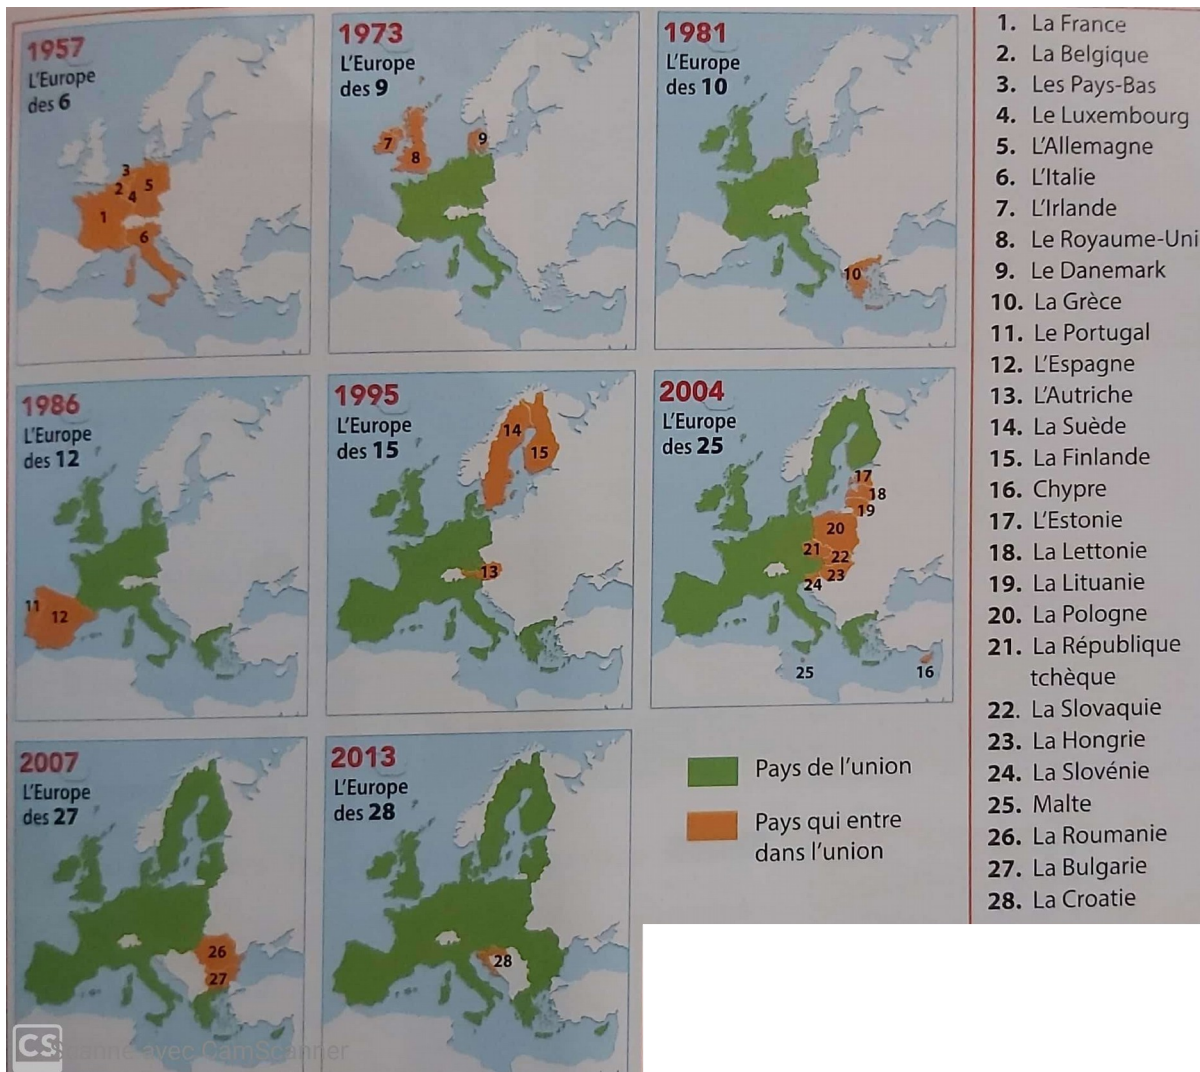 1957
L'Europe
des 6
3
2
4
5
1
6
1973
L'Europe
des 9
7
8
9
1981
L'Europe
des 10
10
1986
L'Europe
des 12
11
12
1995
L'Europe
des 15
14
15
13
2004
L'Europe
des 25
17
18
19
20
21
22
23
24
25
16
2007
L'Europe
des 27
26
27
2013
L'Europe
des 28
28
Pays de l'union
Pays qui entre
dans l'union
1. La France
2. La Belgique
3. Les Pays-Bas
4. Le Luxembourg
5. L'Allemagne
6. L'Italie
7. L'Irlande
8. Le Royaume-Uni
9. Le Danemark
10. La Grèce
11. Le Portugal
12. L'Espagne
13. L'Autriche
14. La Suède
15. La Finlande
16. Chypre
17. L'Estonie
18. La Lettonie
19. La Lituanie
20. La Pologne
21. La République
tchèque
22. La Slovaquie
23. La Hongrie
24. La Slovénie
25. Malte
26. La Roumanie
27. La Bulgarie
28. La Croatie
CS Scanné avec CamScanner